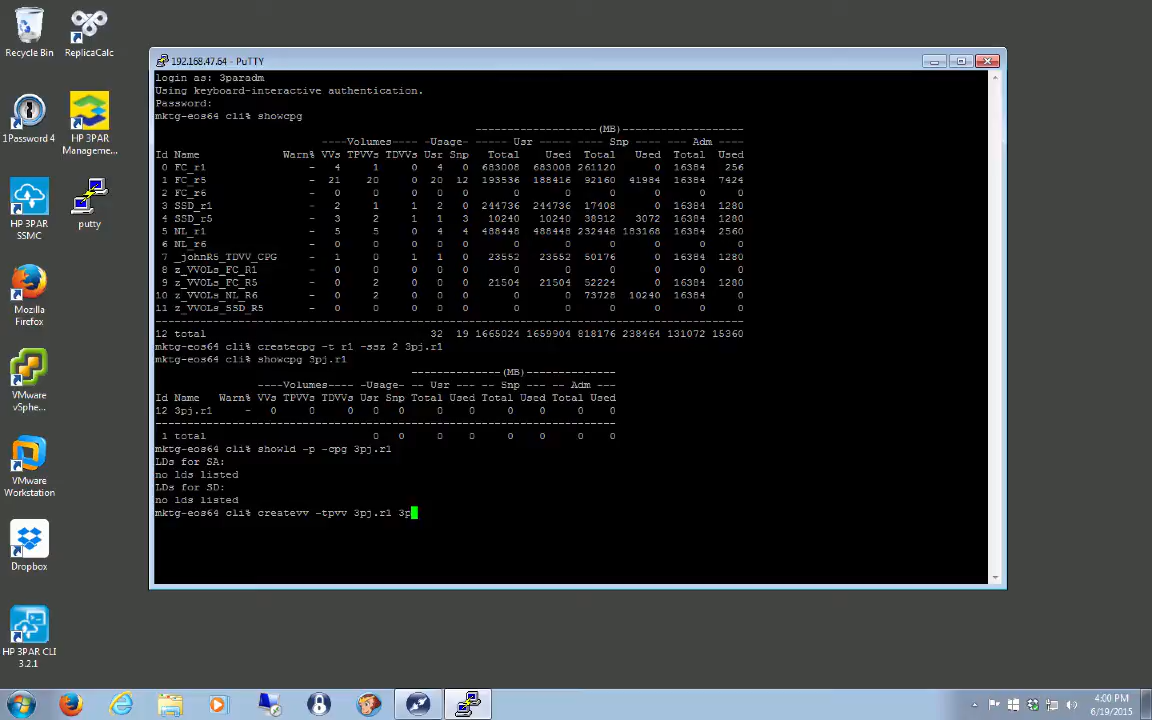 Recycle Bin
ReplicaCalc
1Password 4
HP 3PAR
Manageme...
HP 3PAR
SSMC
putty
Mozilla
Firefox
VMware
vSphe...
VMware
Workstation
Dropbox
HP 3PAR CLI
3.2.1
192.168.47.64 - PuTTY
login as: 3paradm
Using keyboard-interactive authentication.
Password:
mktg-eos64 cli% showcpg
-------------------(MB)-------------------
---Volumes---- -Usage- ----- Usr ----- ---- Snp ---- --- Adm ---
Id Name Warn% VVs TPVVs TDVVs Usr Snp Total Used Total Used Total Used
0 FC_r1 - 4 1 0 4 0 683008 683008 261120 0 16384 256
1 FC_r5 - 21 20 0 20 12 193536 188416 92160 41984 16384 7424
2 FC_r6 - 0 0 0 0 0 0 0 0 0 0 0
3 SSD_r1 - 2 1 1 2 0 244736 244736 17408 0 16384 1280
4 SSD_r5 - 3 2 1 1 3 10240 10240 38912 3072 16384 1280
5 NL_r1 - 5 5 0 4 4 488448 488448 232448 183168 16384 2560
6 NL_r6 - 0 0 0 0 0 0 0 0 0 0 0
7 _johnR5_TDVV_CPG - 1 0 1 1 0 23552 23552 50176 0 16384 1280
8 z_VVOLs_FC_R1 - 0 0 0 0 0 0 0 0 0 0 0
9 z_VVOLs_FC_R5 - 0 2 0 0 0 21504 21504 52224 0 16384 1280
10 z_VVOLs_NL_R6 - 0 2 0 0 0 0 0 73728 10240 16384 0
11 z_VVOLs_SSD_R5 - 0 0 0 0 0 0 0 0 0 0 0
--------------------------------------------------------------------------------------------
12 total 32 19 1665024 1659904 818176 238464 131072 15360
mktg-eos64 cli% createcpg -t r1 -ssz 2 3pj.r1
mktg-eos64 cli% showcpg 3pj.r1
--------------(MB)--------------
---Volumes---- -Usage- -- Usr --- -- Snp --- -- Adm ---
Id Name Warn% VVs TPVVs TDVVs Usr Snp Total Used Total Used Total Used
12 3pj.r1 - 0 0 0 0 0 0 0 0 0 0 0
------------------------------------------------------------------------
1 total 0 0 0 0 0 0 0 0
mktg-eos64 cli% showld -p -cpg 3pj.r1
LDs for SA:
no lds listed
LDs for SD:
no lds listed
mktg-eos64 cli% createvv -tpvv 3pj.r1 3p
4:00 PM
6/19/2015